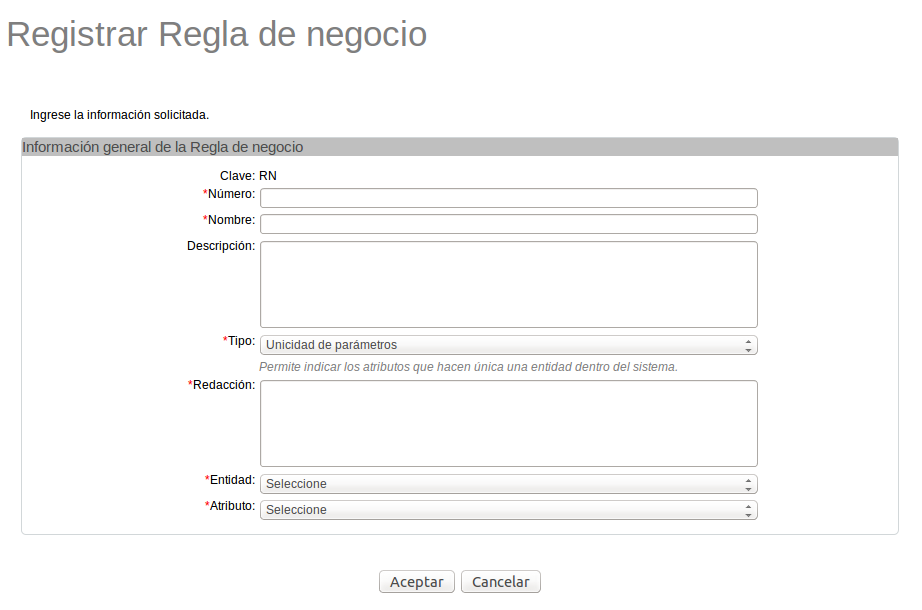 Registrar Regla de negocio
Ingrese la información solicitada.
Información general de la Regla de negocio
Clave: RN
*Número:
*Nombre:
Descripción:
*Tipo: Unicidad de parámetros
Permite indicar los atributos que hacen única una entidad dentro del sistema.
*Redacción:
*Entidad: Seleccione
*Atributo: Seleccione
Aceptar Cancelar